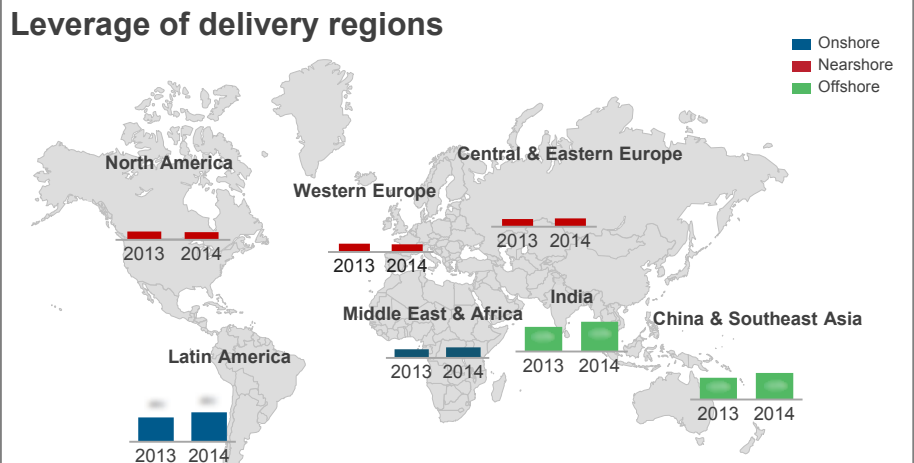 Leverage of delivery regions
Onshore
Nearshore
Offshore
North America
2013 2014
Western Europe
2013 2014
Central & Eastern Europe
2013 2014
Middle East & Africa
2013 2014
India
2013 2014
China & Southeast Asia
2013 2014
Latin America
2013 2014